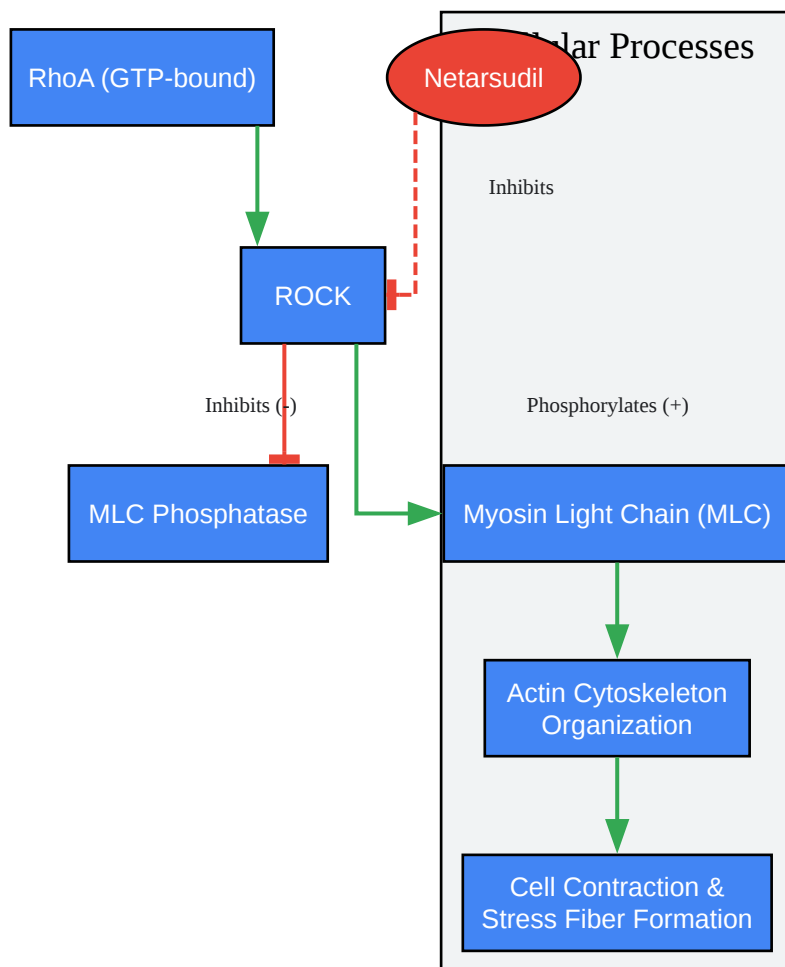 Processes
RhoA (GTP-bound)
Netarsudil
Inhibits
ROCK
Inhibits (-)
Phosphorylates (+)
MLC Phosphatase
Myosin Light Chain (MLC)
Actin Cytoskeleton
Organization
Cell Contraction &
Stress Fiber Formation